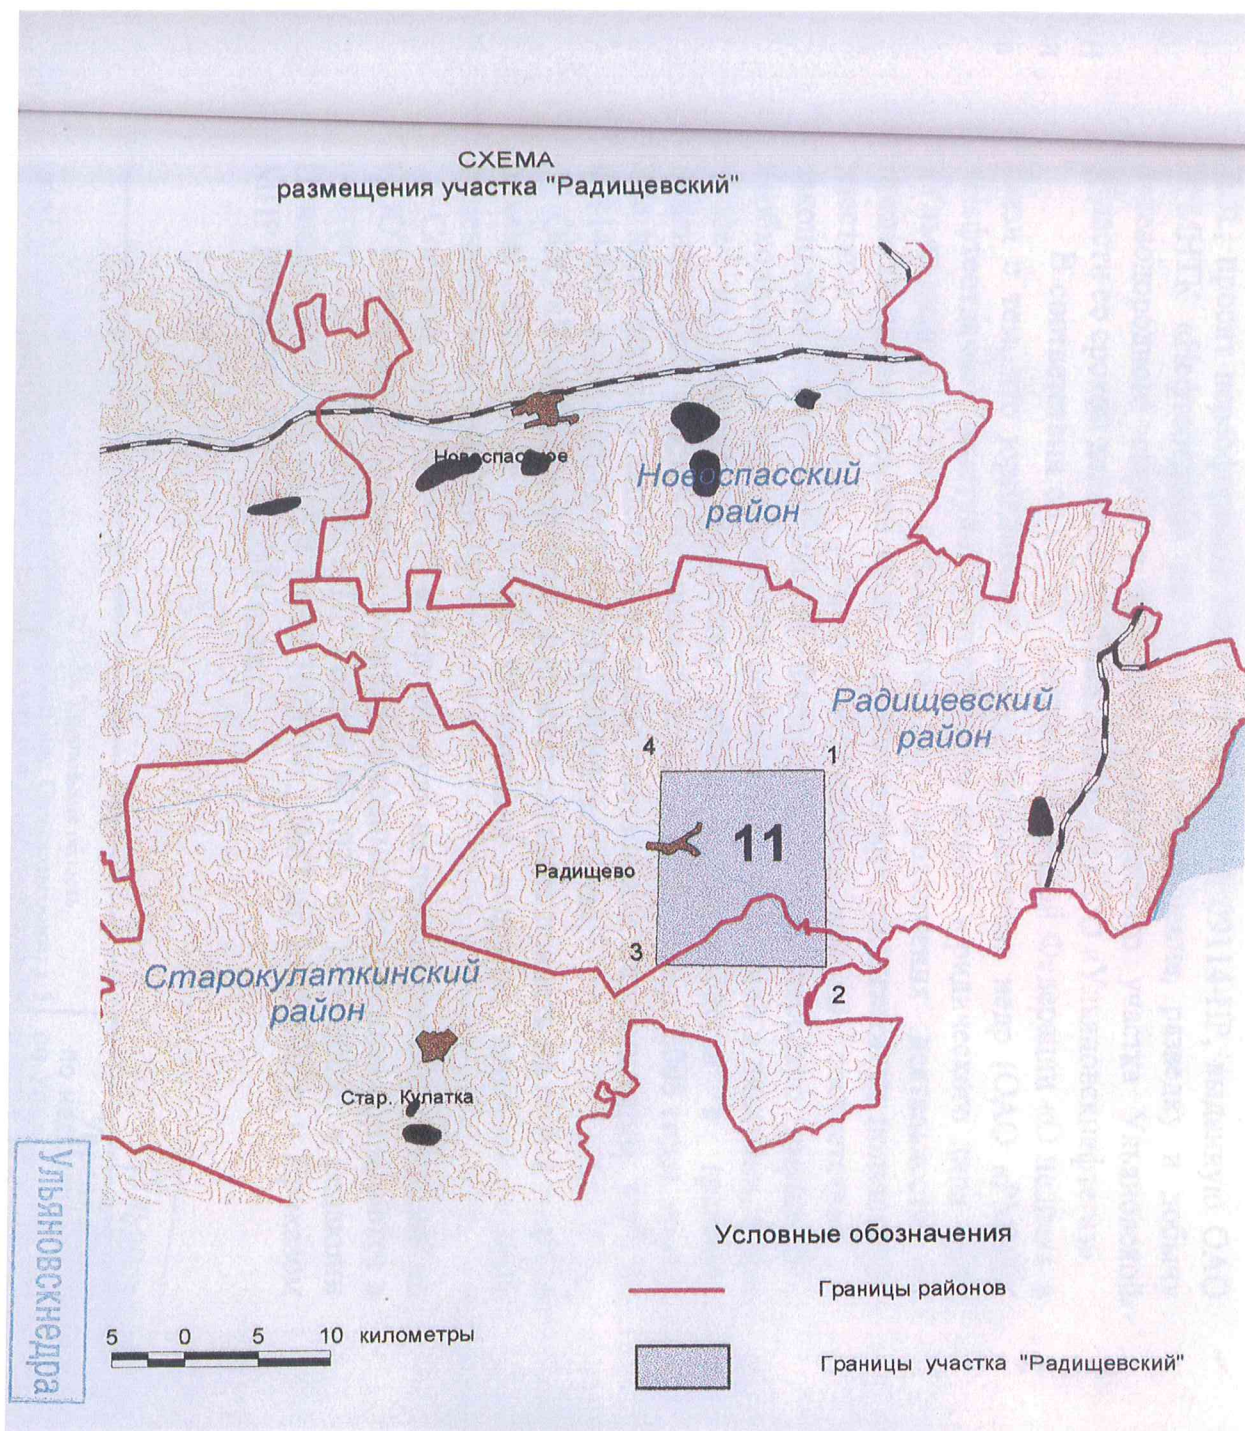 СХЕМА
размещения участка "Радищевский"
Новоспасское
Новоспасский
район
Радищевский
район
4
1
11
Радищево
3
2
Старокулаткинский
район
Стар. Кулатка
Ульяновскнедра
Условные обозначения
Границы районов
5 0 5 10 километры
Границы участка "Радищевский"